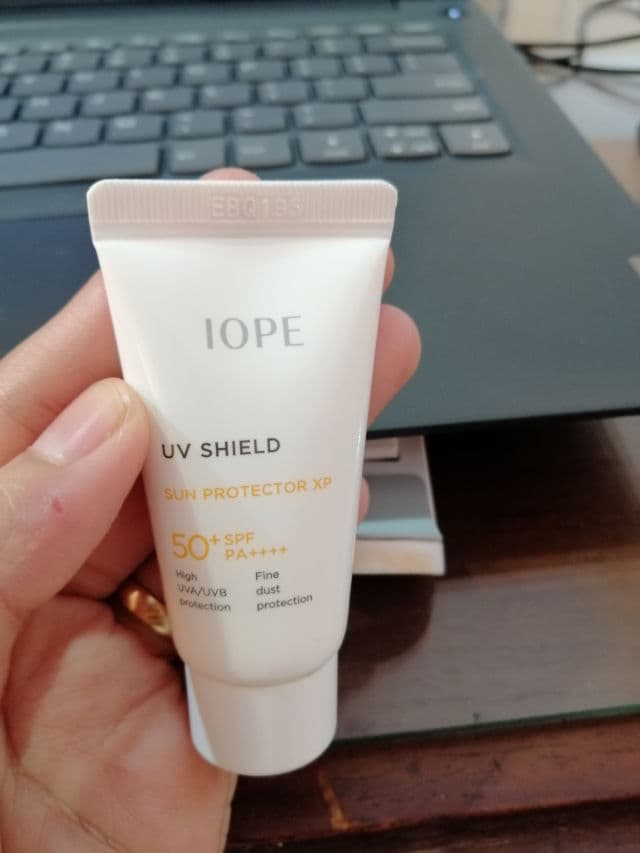 EBQ193
IOPE
UV SHIELD
SUN PROTECTOR XP
50+ SPF
PA++++
High
UVA/UVB
protection
Fine
dust
protection